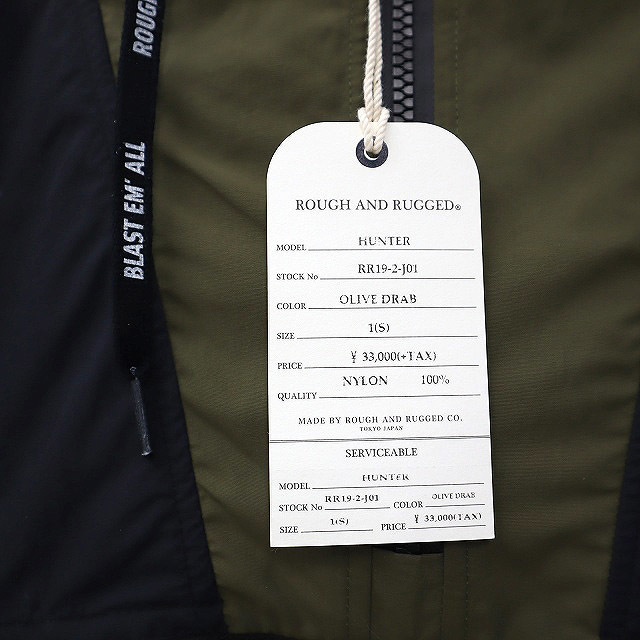 ROUGH
BLAST EM' ALL
ROUGH AND RUGGED®
MODEL HUNTER
STOCK No RR19-2-J01
COLOR OLIVE DRAB
SIZE 1(S)
PRICE ¥ 33,000(+TAX)
QUALITY NYLON 100%
MADE BY ROUGH AND RUGGED CO.
TOKYO JAPAN
SERVICEABLE
MODEL HUNTER
STOCK No RR19-2-J01 COLOR OLIVE DRAB
SIZE 1(S) PRICE ¥ 33,000(TAX)